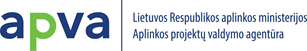 apva
Lietuvos Respublikos aplinkos ministerijos
Aplinkos projektų valdymo agentūra